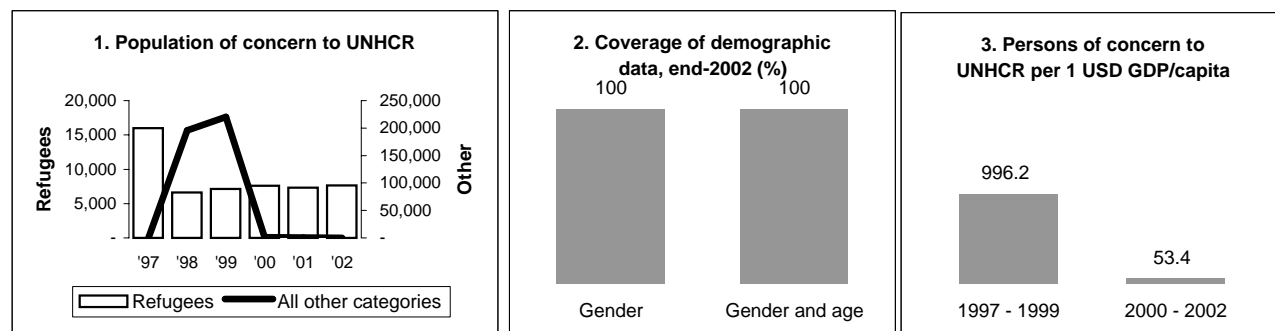 1. Population of concern to UNHCR
20,000
15,000
10,000
5,000
-
Refugees
250,000
200,000
150,000
100,000
50,000
-
Other
'97 '98 '99 '00 '01 '02
Refugees All other categories
2. Coverage of demographic
data, end-2002 (%)
100 100
Gender Gender and age
3. Persons of concern to
UNHCR per 1 USD GDP/capita
996.2
53.4
1997 - 1999 2000 - 2002